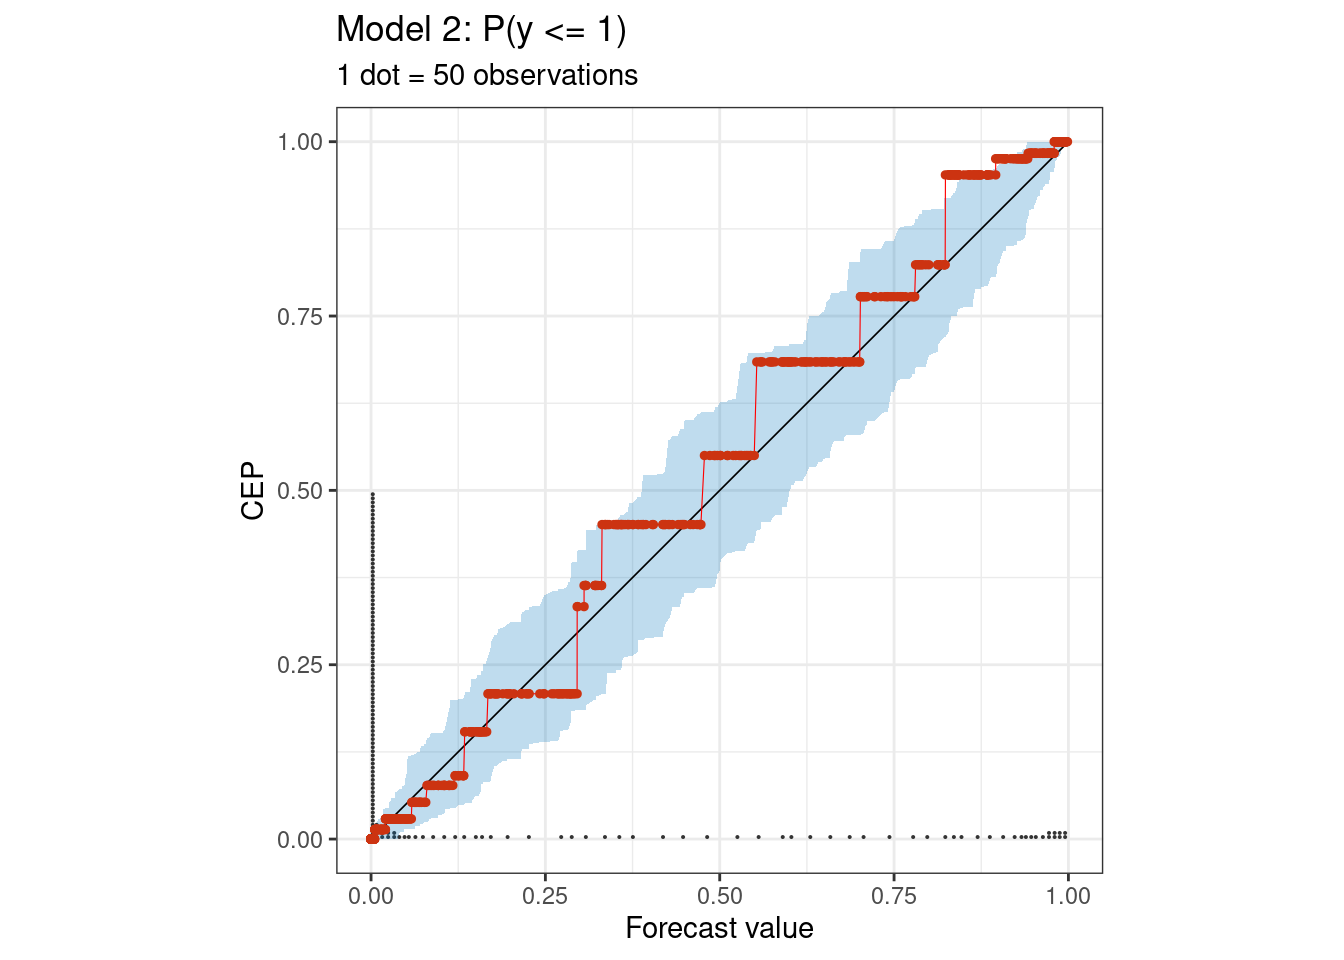 Model 2: P(y <= 1)
1 dot = 50 observations
1.00
0.75
0.50
0.25
0.00
CEP
0.00 0.25 0.50 0.75 1.00
Forecast value